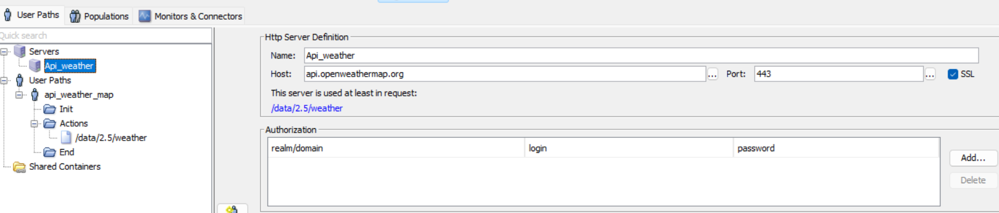 User Paths Populations Monitors & Connectors
Quick search
Servers
Api_weather
User Paths
api_weather_map
Init
Actions
/data/2.5/weather
End
Shared Containers
Http Server Definition
Name: Api_weather
Host: api.openweathermap.org ... Port: 443 ... SSL
This server is used at least in request:
/data/2.5/weather
Authorization
realm/domain login password
Add...
Delete